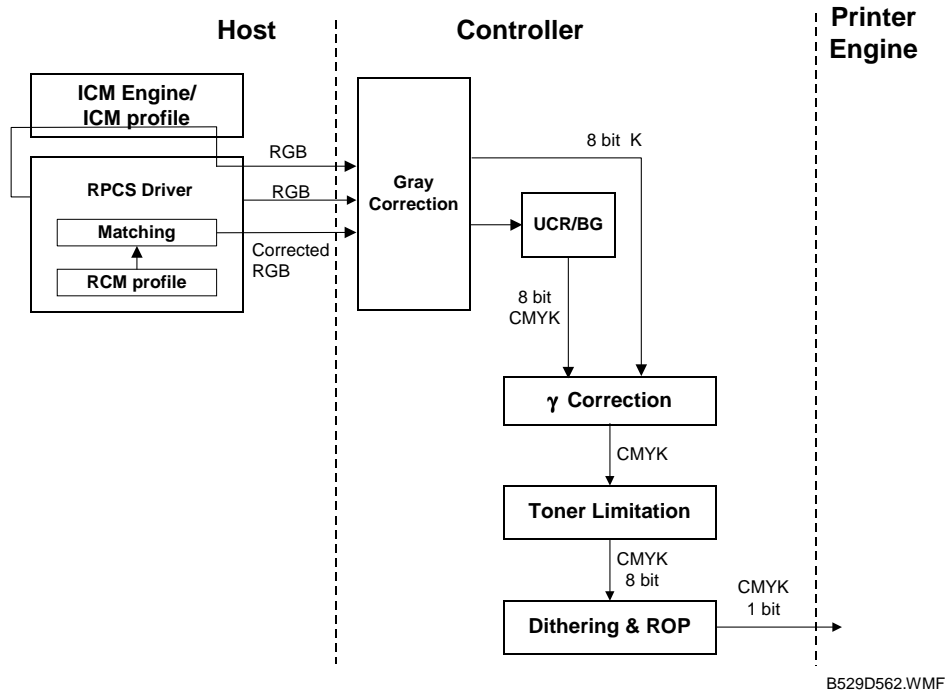 Host
Controller
Printer
Engine
ICM Engine/
ICM profile
RPCS Driver
Matching
RCM profile
RGB
RGB
Corrected
RGB
Gray
Correction
8 bit K
UCR/BG
8 bit
CMYK
γ Correction
CMYK
Toner Limitation
CMYK
8 bit
Dithering & ROP
CMYK
1 bit
B529D562.WMF